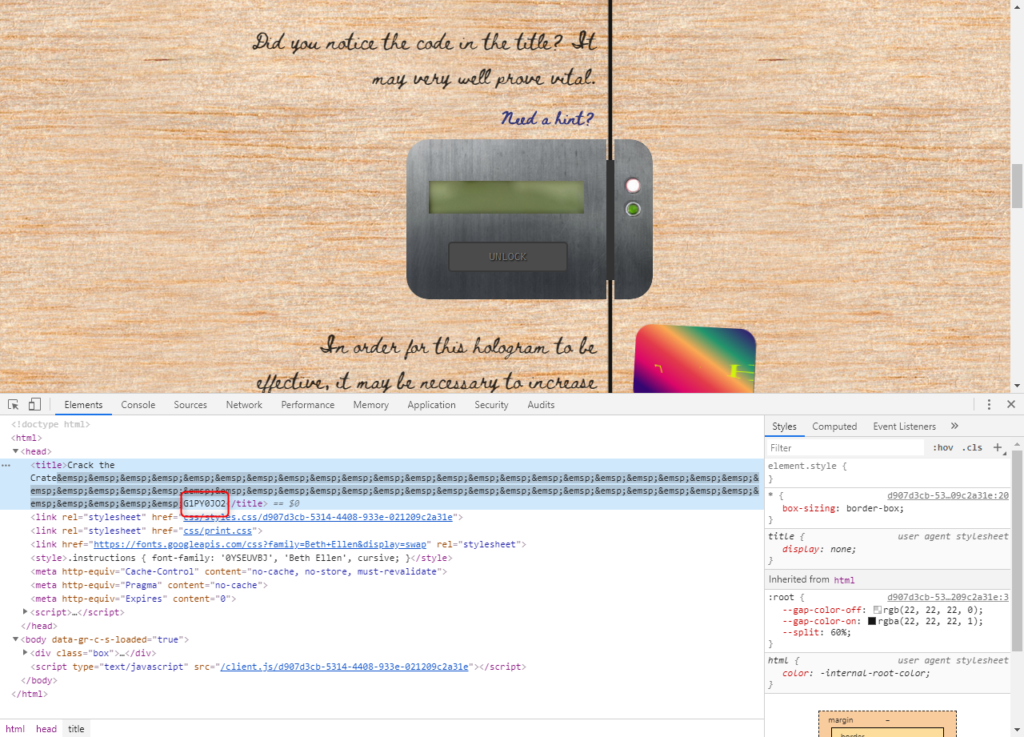 Did you notice the code in the title? It
may very well prove vital.
Need a hint?
UNLOCK
In order for this hologram to be
effective, it may be necessary to increase
Elements Console Sources Network Performance Memory Application Security Audits
<!doctype html>
<html>
▼<head>
··· <title>Crack the
Crate&emsp;&emsp;&emsp;&emsp;&emsp;&emsp;&emsp;&emsp;&emsp;&emsp;&emsp;&emsp;&emsp;&emsp;&emsp;&emsp;&emsp;&emsp;&emsp;&emsp;&emsp;&emsp;&
emsp;&emsp;&emsp;&emsp;&emsp;&emsp;&emsp;&emsp;&emsp;&emsp;&emsp;&emsp;&emsp;&emsp;&emsp;&emsp;&emsp;&emsp;&emsp;&emsp;&emsp;&emsp;&emsp;&
emsp;&emsp;&emsp;&emsp;&emsp;G1PY0JO2</title> == $0
<link rel="stylesheet" href="css/styles.css/d907d3cb-5314-4408-933e-021209c2a31e">
<link rel="stylesheet" href="css/print.css">
<link href="https://fonts.googleapis.com/css?family=Beth+Ellen&display=swap" rel="stylesheet">
<style>.instructions { font-family: '0YSEUVBJ', 'Beth Ellen', cursive; }</style>
<meta http-equiv="Cache-Control" content="no-cache, no-store, must-revalidate">
<meta http-equiv="Pragma" content="no-cache">
<meta http-equiv="Expires" content="0">
▶<script>…</script>
</head>
▼<body data-gr-c-s-loaded="true">
▶<div class="box">…</div>
<script type="text/javascript" src="/client.js/d907d3cb-5314-4408-933e-021209c2a31e"></script>
</body>
</html>
html head title
Styles Computed Event Listeners »
Filter :hov .cls +
element.style {
}
* { d907d3cb-53…09c2a31e:20
box-sizing: border-box;
}
title { user agent stylesheet
display: none;
}
Inherited from html
:root { d907d3cb-53…209c2a31e:3
--gap-color-off: rgb(22, 22, 22, 0);
--gap-color-on: rgba(22, 22, 22, 1);
--split: 60%;
}
html { user agent stylesheet
color: -internal-root-color;
}
margin –